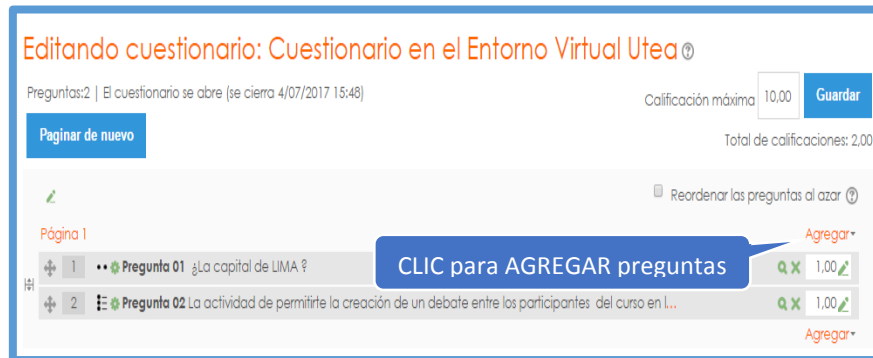 Editando cuestionario: Cuestionario en el Entorno Virtual Utea
Preguntas:2 | El cuestionario se abre (se cierra 4/07/2017 15:48)
Calificación máxima 10,00 Guardar
Paginar de nuevo
Total de calificaciones: 2,00
Reordenar las preguntas al azar
Página 1
Agregar
CLIC para AGREGAR preguntas
1 Pregunta 01 ¿La capital de LIMA ? 1,00
2 Pregunta 02 La actividad de permitirte la creación de un debate entre los participantes del curso en l... 1,00
Agregar